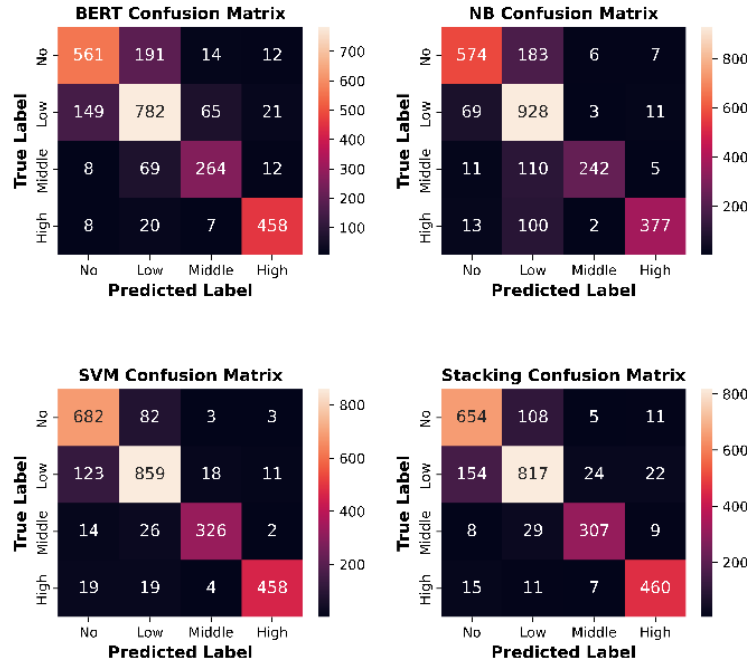 BERT Confusion Matrix
No 561 191 14 12
Low 149 782 65 21
Middle 8 69 264 12
High 8 20 7 458
No Low Middle High
Predicted Label
True Label
700
600
500
400
300
200
100
NB Confusion Matrix
No 574 183 6 7
Low 69 928 3 11
Middle 11 110 242 5
High 13 100 2 377
No Low Middle High
Predicted Label
True Label
800
600
400
200
SVM Confusion Matrix
No 682 82 3 3
Low 123 859 18 11
Middle 14 26 326 2
High 19 19 4 458
No Low Middle High
Predicted Label
True Label
800
600
400
200
Stacking Confusion Matrix
No 654 108 5 11
Low 154 817 24 22
Middle 8 29 307 9
High 15 11 7 460
No Low Middle High
Predicted Label
True Label
800
600
400
200